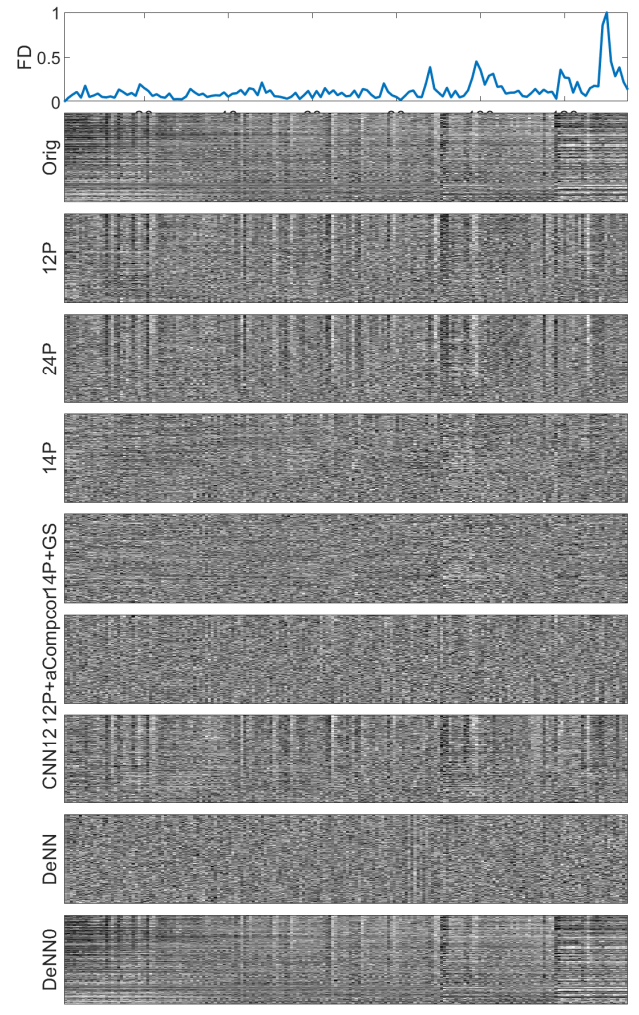 1
0.5
0
FD
Orig
12P
24P
14P
14P+GS
12P+aCompcor
CNN12
DeNN
DeNN0